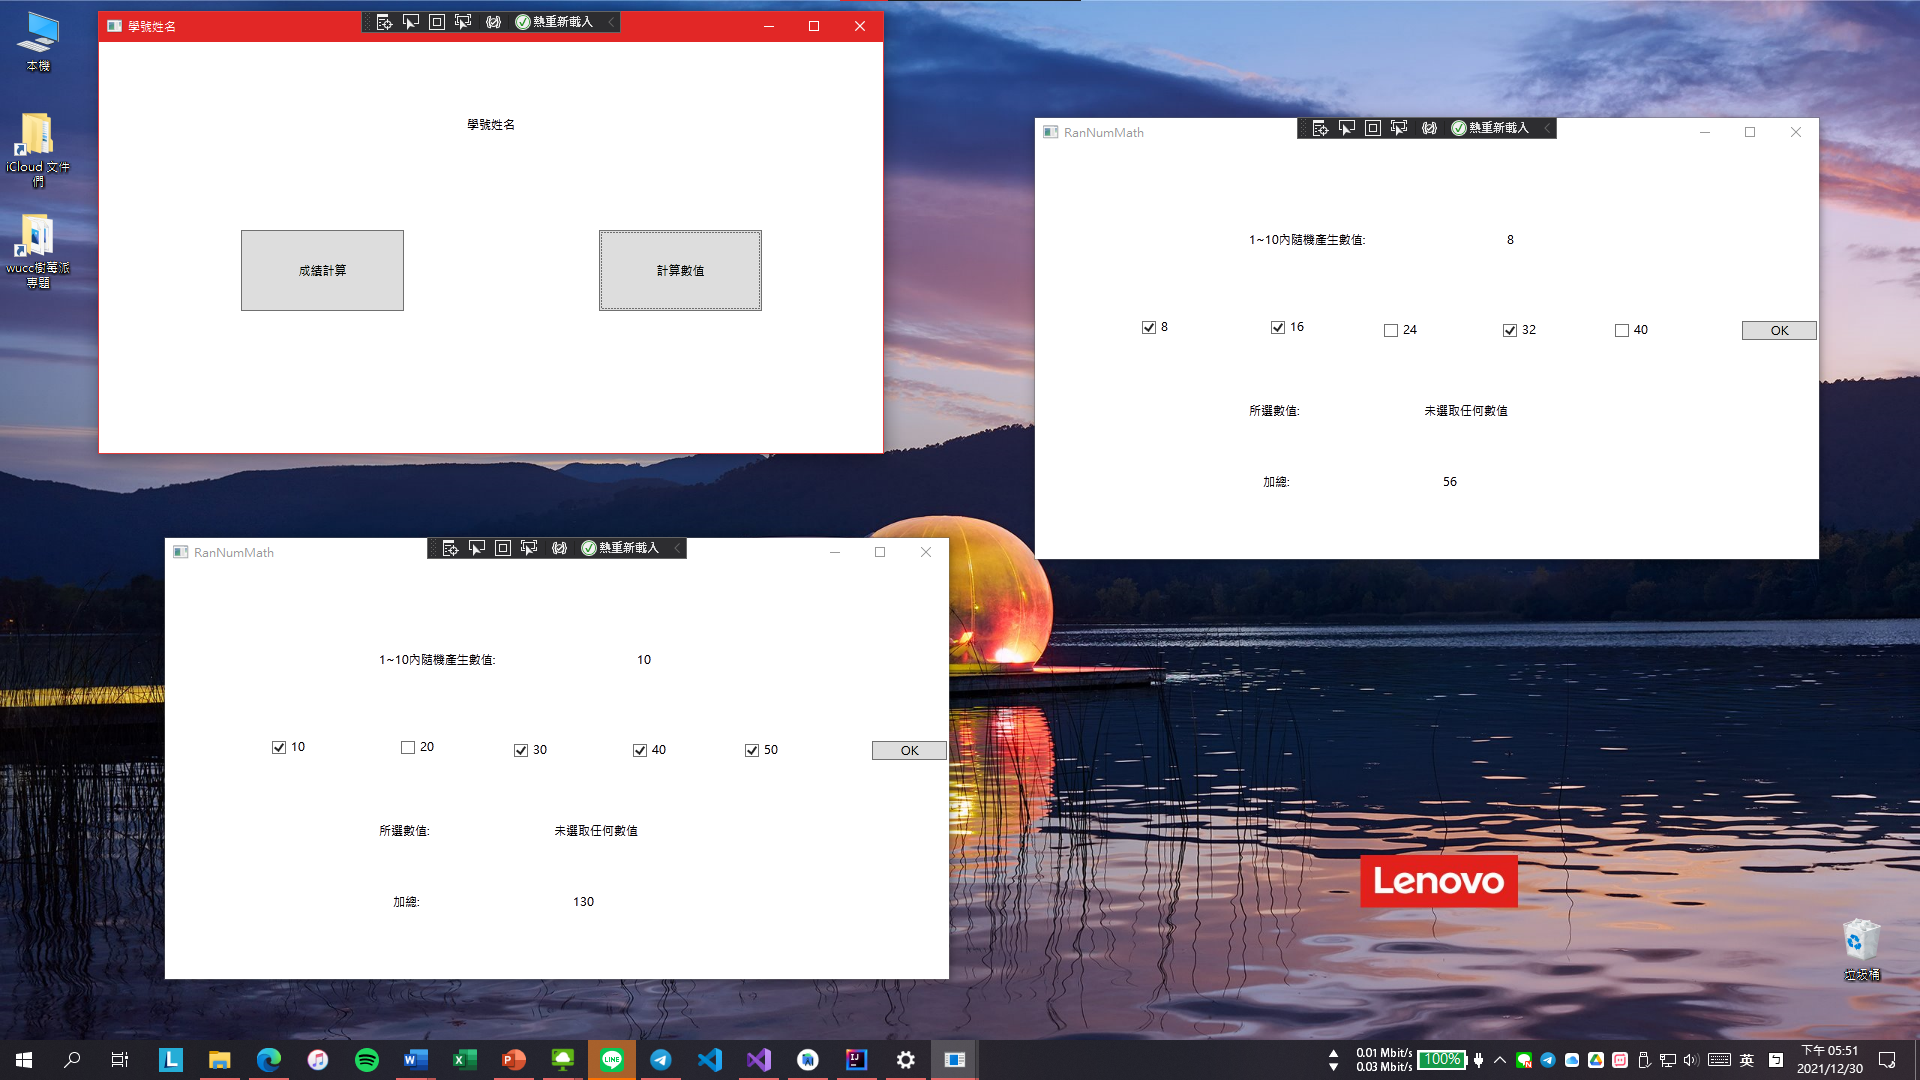 本機
iCloud 文件
們
wucc樹莓派
專題
學號姓名
熱重新載入
學號姓名
成績計算
計算數值
RanNumMath
熱重新載入
1~10內隨機產生數值:
8
8
16
24
32
40
OK
所選數值:
未選取任何數值
加總:
56
RanNumMath
熱重新載入
1~10內隨機產生數值:
10
10
20
30
40
50
OK
所選數值:
未選取任何數值
加總:
130
Lenovo
垃圾桶
0.01 Mbit/s
0.03 Mbit/s
100%
英
下午 05:51
2021/12/30